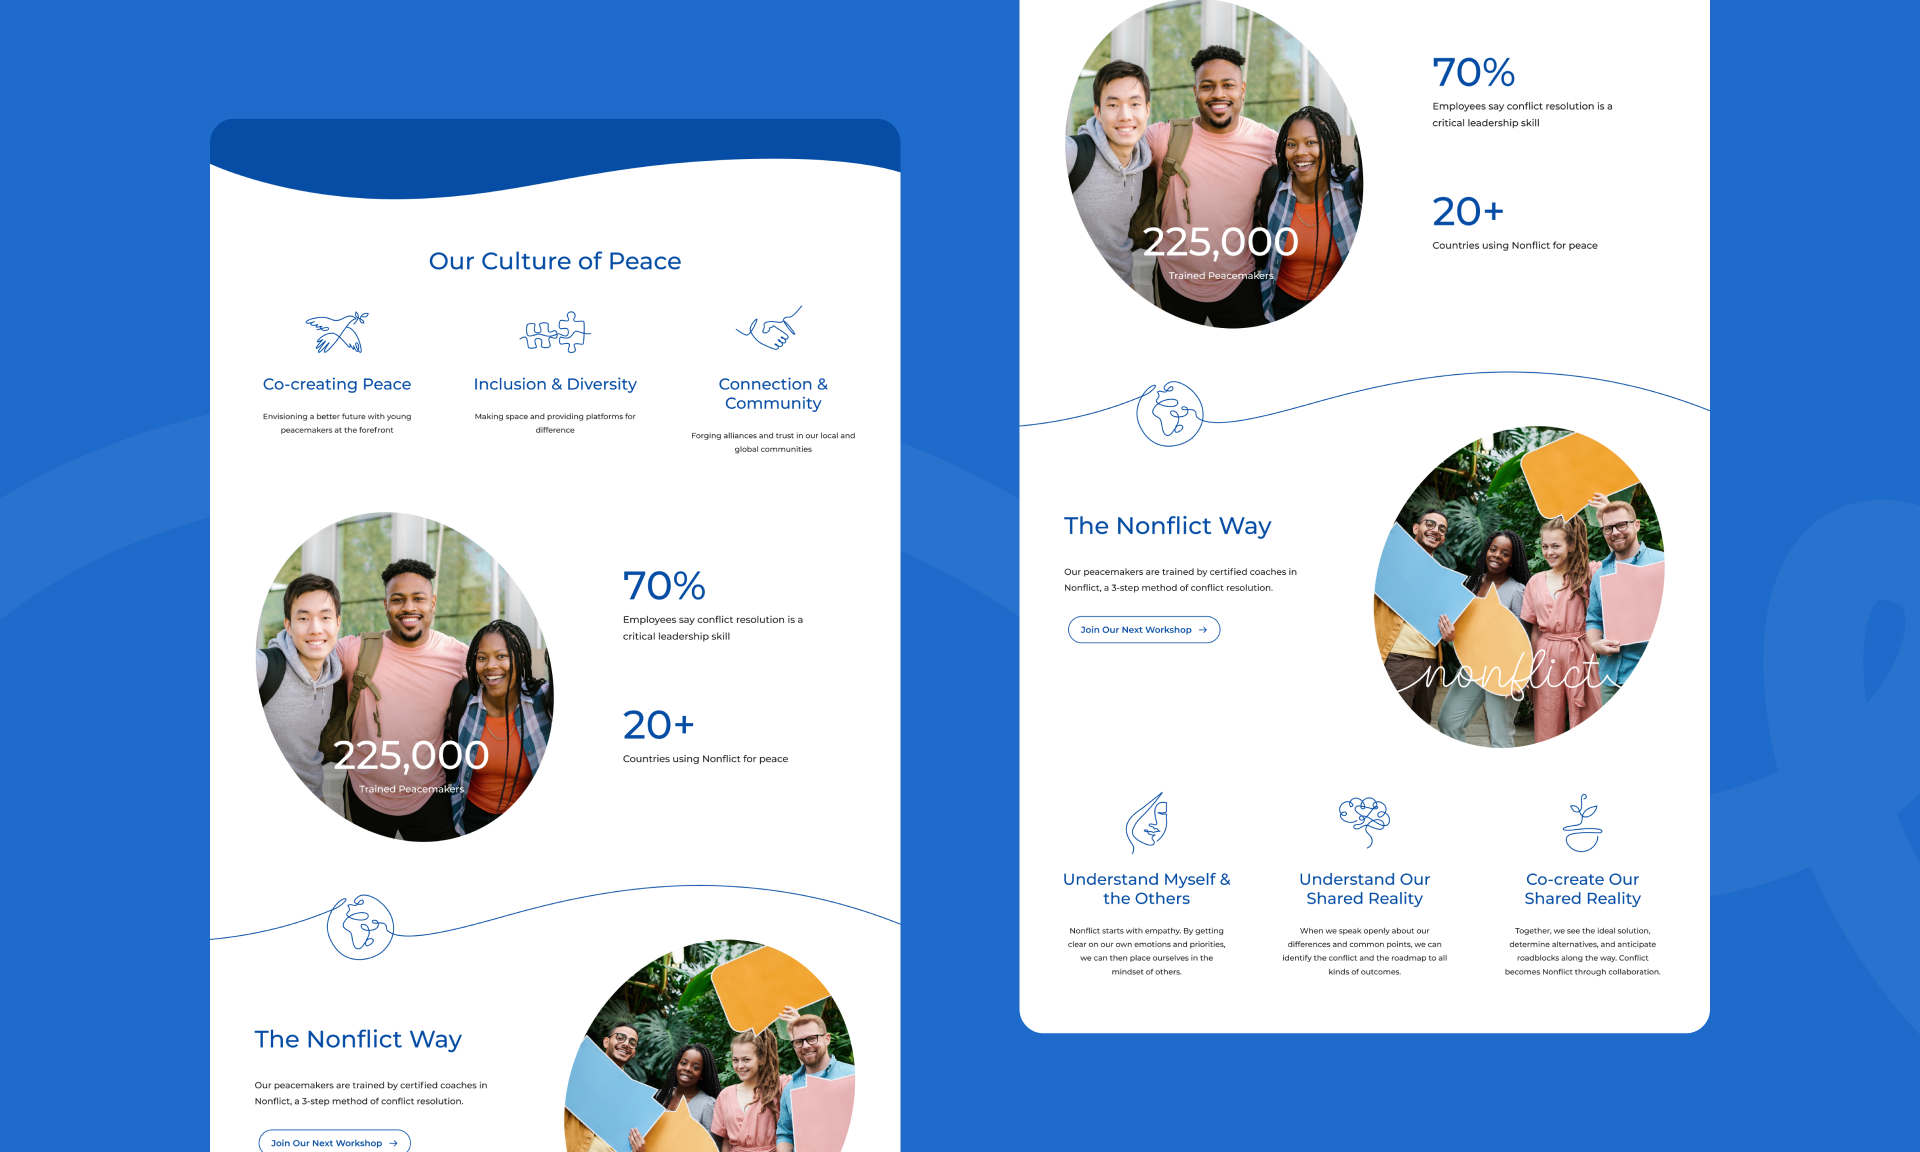 Our Culture of Peace
Co-creating Peace
Envisioning a better future with young
peacemakers at the forefront
Inclusion & Diversity
Making space and providing platforms for
difference
Connection &
Community
Forging alliances and trust in our local and
global communities
225,000
Trained Peacemakers
70%
Employees say conflict resolution is a
critical leadership skill
20+
Countries using Nonflict for peace
The Nonflict Way
Our peacemakers are trained by certified coaches in
Nonflict, a 3-step method of conflict resolution.
Join Our Next Workshop →
225,000
Trained Peacemakers
70%
Employees say conflict resolution is a
critical leadership skill
20+
Countries using Nonflict for peace
The Nonflict Way
Our peacemakers are trained by certified coaches in
Nonflict, a 3-step method of conflict resolution.
Join Our Next Workshop →
nonflict
Understand Myself &
the Others
Nonflict starts with empathy. By getting
clear on our own emotions and priorities,
we can then place ourselves in the
mindset of others.
Understand Our
Shared Reality
When we speak openly about our
differences and common points, we can
identify the conflict and the roadmap to all
kinds of outcomes.
Co-create Our
Shared Reality
Together, we see the ideal solution,
determine alternatives, and anticipate
roadblocks along the way. Conflict
becomes Nonflict through collaboration.